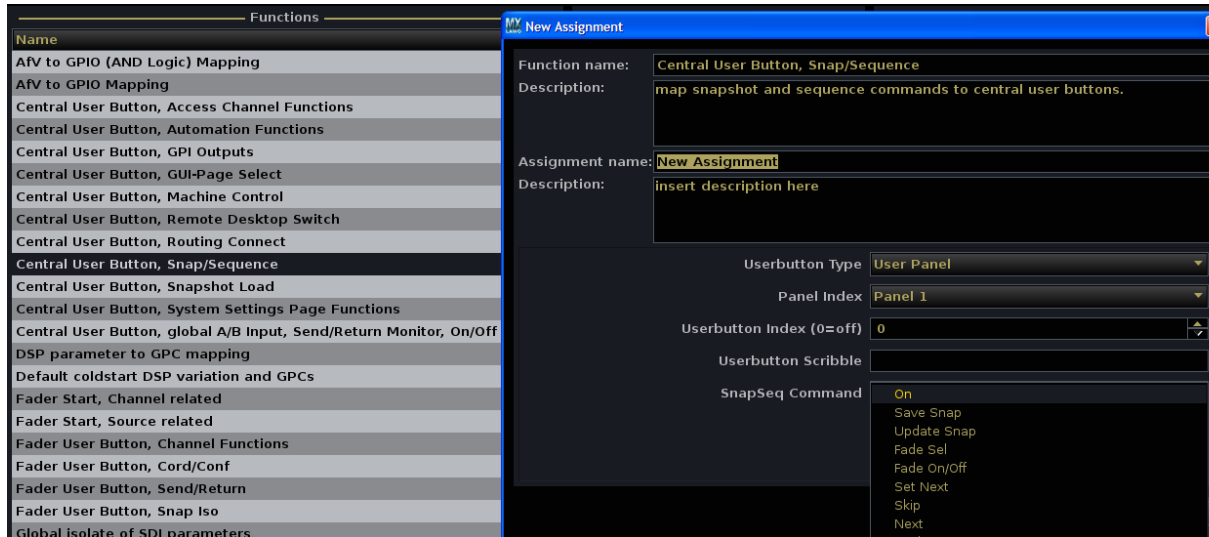 Functions
Name
AfV to GPIO (AND Logic) Mapping
AfV to GPIO Mapping
Central User Button, Access Channel Functions
Central User Button, Automation Functions
Central User Button, GPI Outputs
Central User Button, GUI-Page Select
Central User Button, Machine Control
Central User Button, Remote Desktop Switch
Central User Button, Routing Connect
Central User Button, Snap/Sequence
Central User Button, Snapshot Load
Central User Button, System Settings Page Functions
Central User Button, global A/B Input, Send/Return Monitor, On/Off
DSP parameter to GPC mapping
Default coldstart DSP variation and GPCs
Fader Start, Channel related
Fader Start, Source related
Fader User Button, Channel Functions
Fader User Button, Cord/Conf
Fader User Button, Send/Return
Fader User Button, Snap Iso
Global isolate of SDI parameters
MY
New Assignment
Function name: Central User Button, Snap/Sequence
Description: map snapshot and sequence commands to central user buttons.
Assignment name: New Assignment
Description: insert description here
Userbutton Type User Panel
Panel Index Panel 1
Userbutton Index (0=off) 0
Userbutton Scribble
SnapSeq Command On
Save Snap
Update Snap
Fade Sel
Fade On/Off
Set Next
Skip
Next